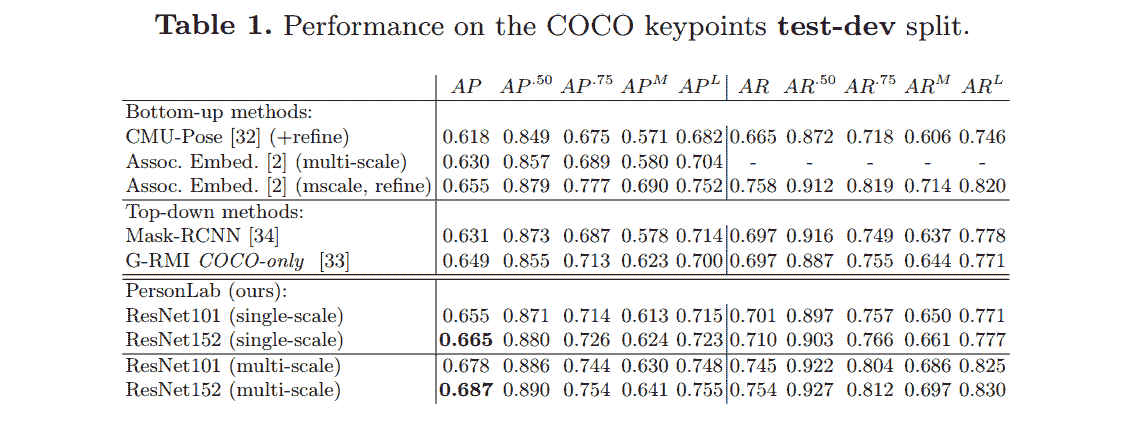 Table 1. Performance on the COCO keypoints test-dev split.
AP AP.50 AP.75 APM APL AR AR.50 AR.75 ARM ARL
Bottom-up methods:
CMU-Pose [32] (+refine) 0.618 0.849 0.675 0.571 0.682 0.665 0.872 0.718 0.606 0.746
Assoc. Embed. [2] (multi-scale) 0.630 0.857 0.689 0.580 0.704 - - - - -
Assoc. Embed. [2] (mscale, refine) 0.655 0.879 0.777 0.690 0.752 0.758 0.912 0.819 0.714 0.820
Top-down methods:
Mask-RCNN [34] 0.631 0.873 0.687 0.578 0.714 0.697 0.916 0.749 0.637 0.778
G-RMI COCO-only [33] 0.649 0.855 0.713 0.623 0.700 0.697 0.887 0.755 0.644 0.771
PersonLab (ours):
ResNet101 (single-scale) 0.655 0.871 0.714 0.613 0.715 0.701 0.897 0.757 0.650 0.771
ResNet152 (single-scale) 0.665 0.880 0.726 0.624 0.723 0.710 0.903 0.766 0.661 0.777
ResNet101 (multi-scale) 0.678 0.886 0.744 0.630 0.748 0.745 0.922 0.804 0.686 0.825
ResNet152 (multi-scale) 0.687 0.890 0.754 0.641 0.755 0.754 0.927 0.812 0.697 0.830